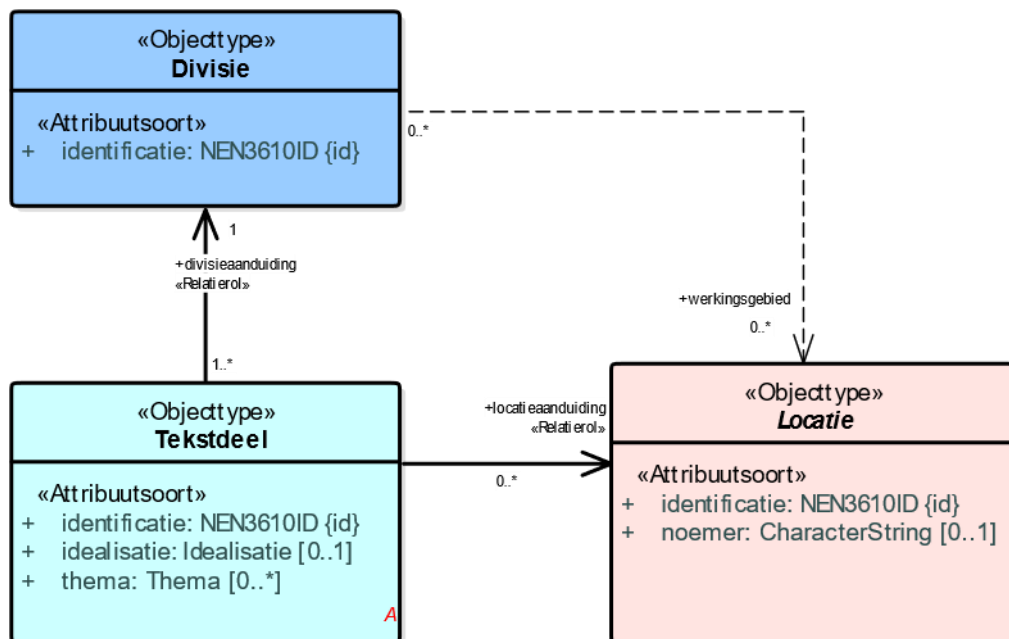 «Objecttype»
Divisie
«Attribuutsoort»
+ identificatie: NEN3610ID {id}
0..*
1
+divisieaanduiding
«Relatierol»
+werkingsgebied
0..*
1..*
«Objecttype»
Tekstdeel
«Attribuutsoort»
+ identificatie: NEN3610ID {id}
+ idealisatie: Idealisatie [0..1]
+ thema: Thema [0..*]
A
+locatieaanduiding
«Relatierol»
0..*
«Objecttype»
Locatie
«Attribuutsoort»
+ identificatie: NEN3610ID {id}
+ noemer: CharacterString [0..1]